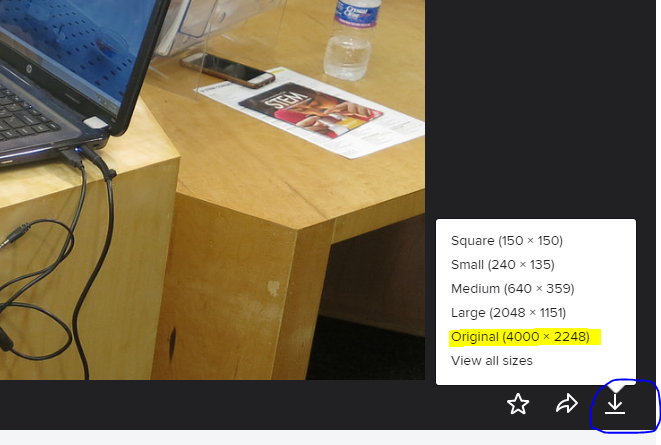 Crystal
STEM
Square (150 × 150)
Small (240 × 135)
Medium (640 × 359)
Large (2048 × 1151)
Original (4000 × 2248)
View all sizes